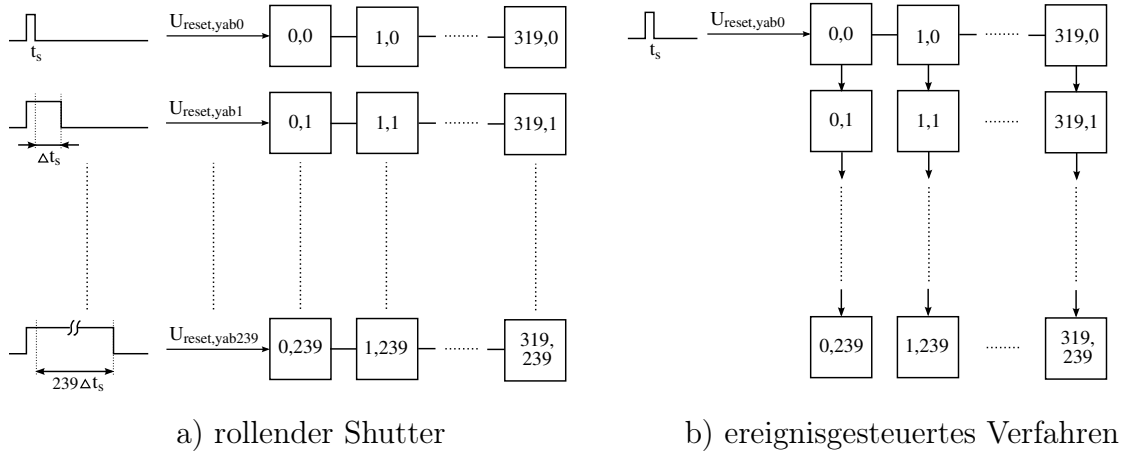 t_s U_reset,yab0 0,0 1,0 319,0
U_reset,yab1 0,1 1,1 319,1
Δt_s
U_reset,yab239 0,239 1,239 319,
239
239Δt_s
a) rollender Shutter
t_s U_reset,yab0 0,0 1,0 319,0
0,1 1,1 319,1
0,239 1,239 319,
239
b) ereignisgesteuertes Verfahren